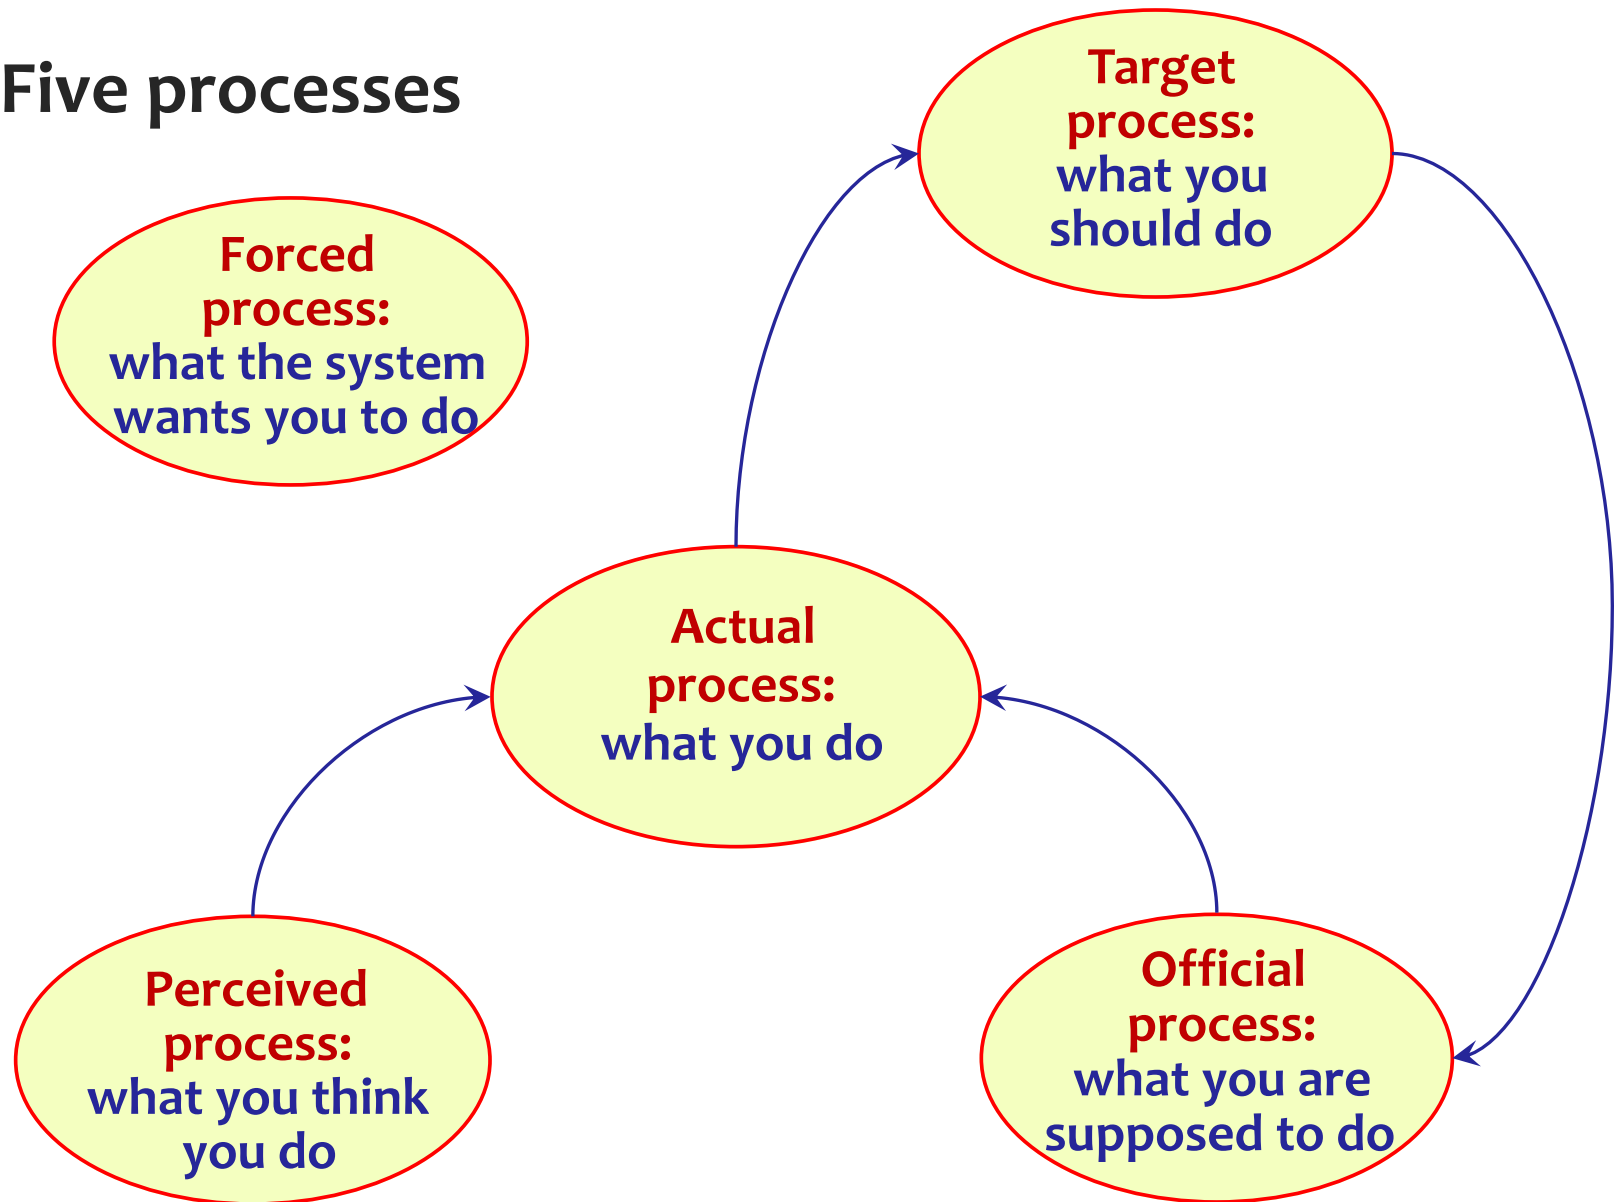 Five processes
Target
process:
what you
should do
Forced
process:
what the system
wants you to do
Actual
process:
what you do
Perceived
process:
what you think
you do
Official
process:
what you are
supposed to do